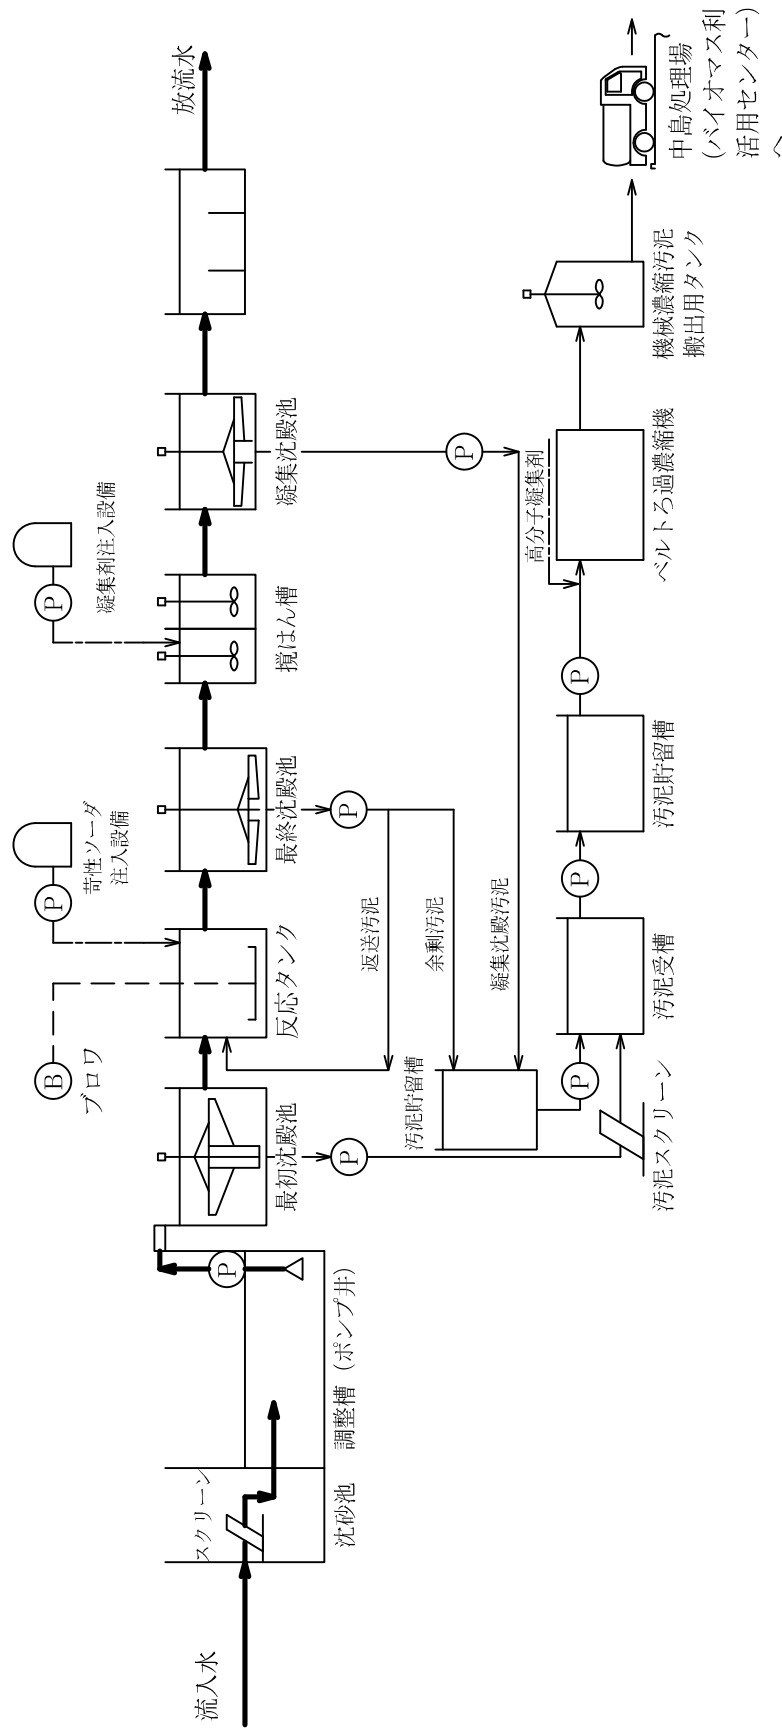 流入水
スクリーン
沈砂池
調整槽（ポンプ井）
P
最初沈殿池
P
B
ブロワ
反応タンク
P
苛性ソーダ
注入設備
最終沈殿池
P
返送汚泥
余剰汚泥
凝集沈殿汚泥
撹はん槽
P
凝集剤注入設備
凝集沈殿池
P
放流水
汚泥貯留槽
汚泥スクリーン
P
汚泥受槽
P
汚泥貯留槽
P
高分子凝集剤
ベルトろ過濃縮機
機械濃縮汚泥
搬出用タンク
中島処理場
（バイオマス利
活用センター）
へ